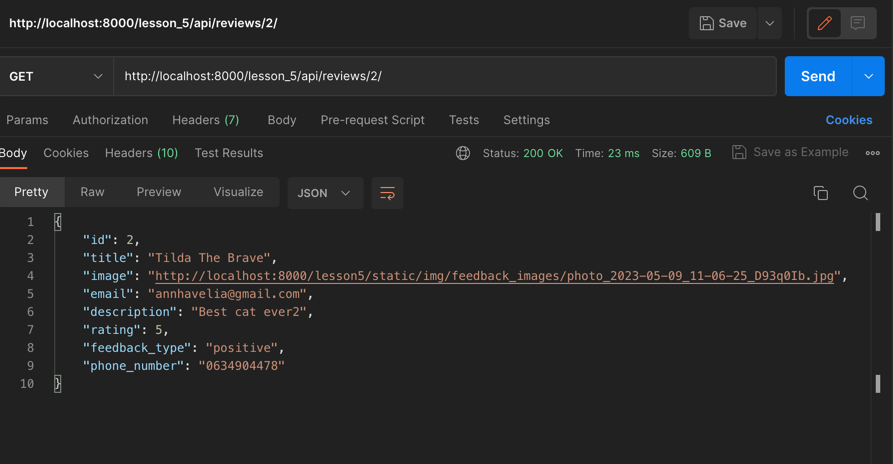 http://localhost:8000/lesson_5/api/reviews/2/ Save
GET http://localhost:8000/lesson_5/api/reviews/2/ Send
Params Authorization Headers (7) Body Pre-request Script Tests Settings Cookies
Body Cookies Headers (10) Test Results Status: 200 OK Time: 23 ms Size: 609 B Save as Example
Pretty Raw Preview Visualize JSON
1 {
2 "id": 2,
3 "title": "Tilda The Brave",
4 "image": "http://localhost:8000/lesson5/static/img/feedback_images/photo_2023-05-09_11-06-25_D93q0Ib.jpg",
5 "email": "annhavelia@gmail.com",
6 "description": "Best cat ever2",
7 "rating": 5,
8 "feedback_type": "positive",
9 "phone_number": "0634904478"
10 }